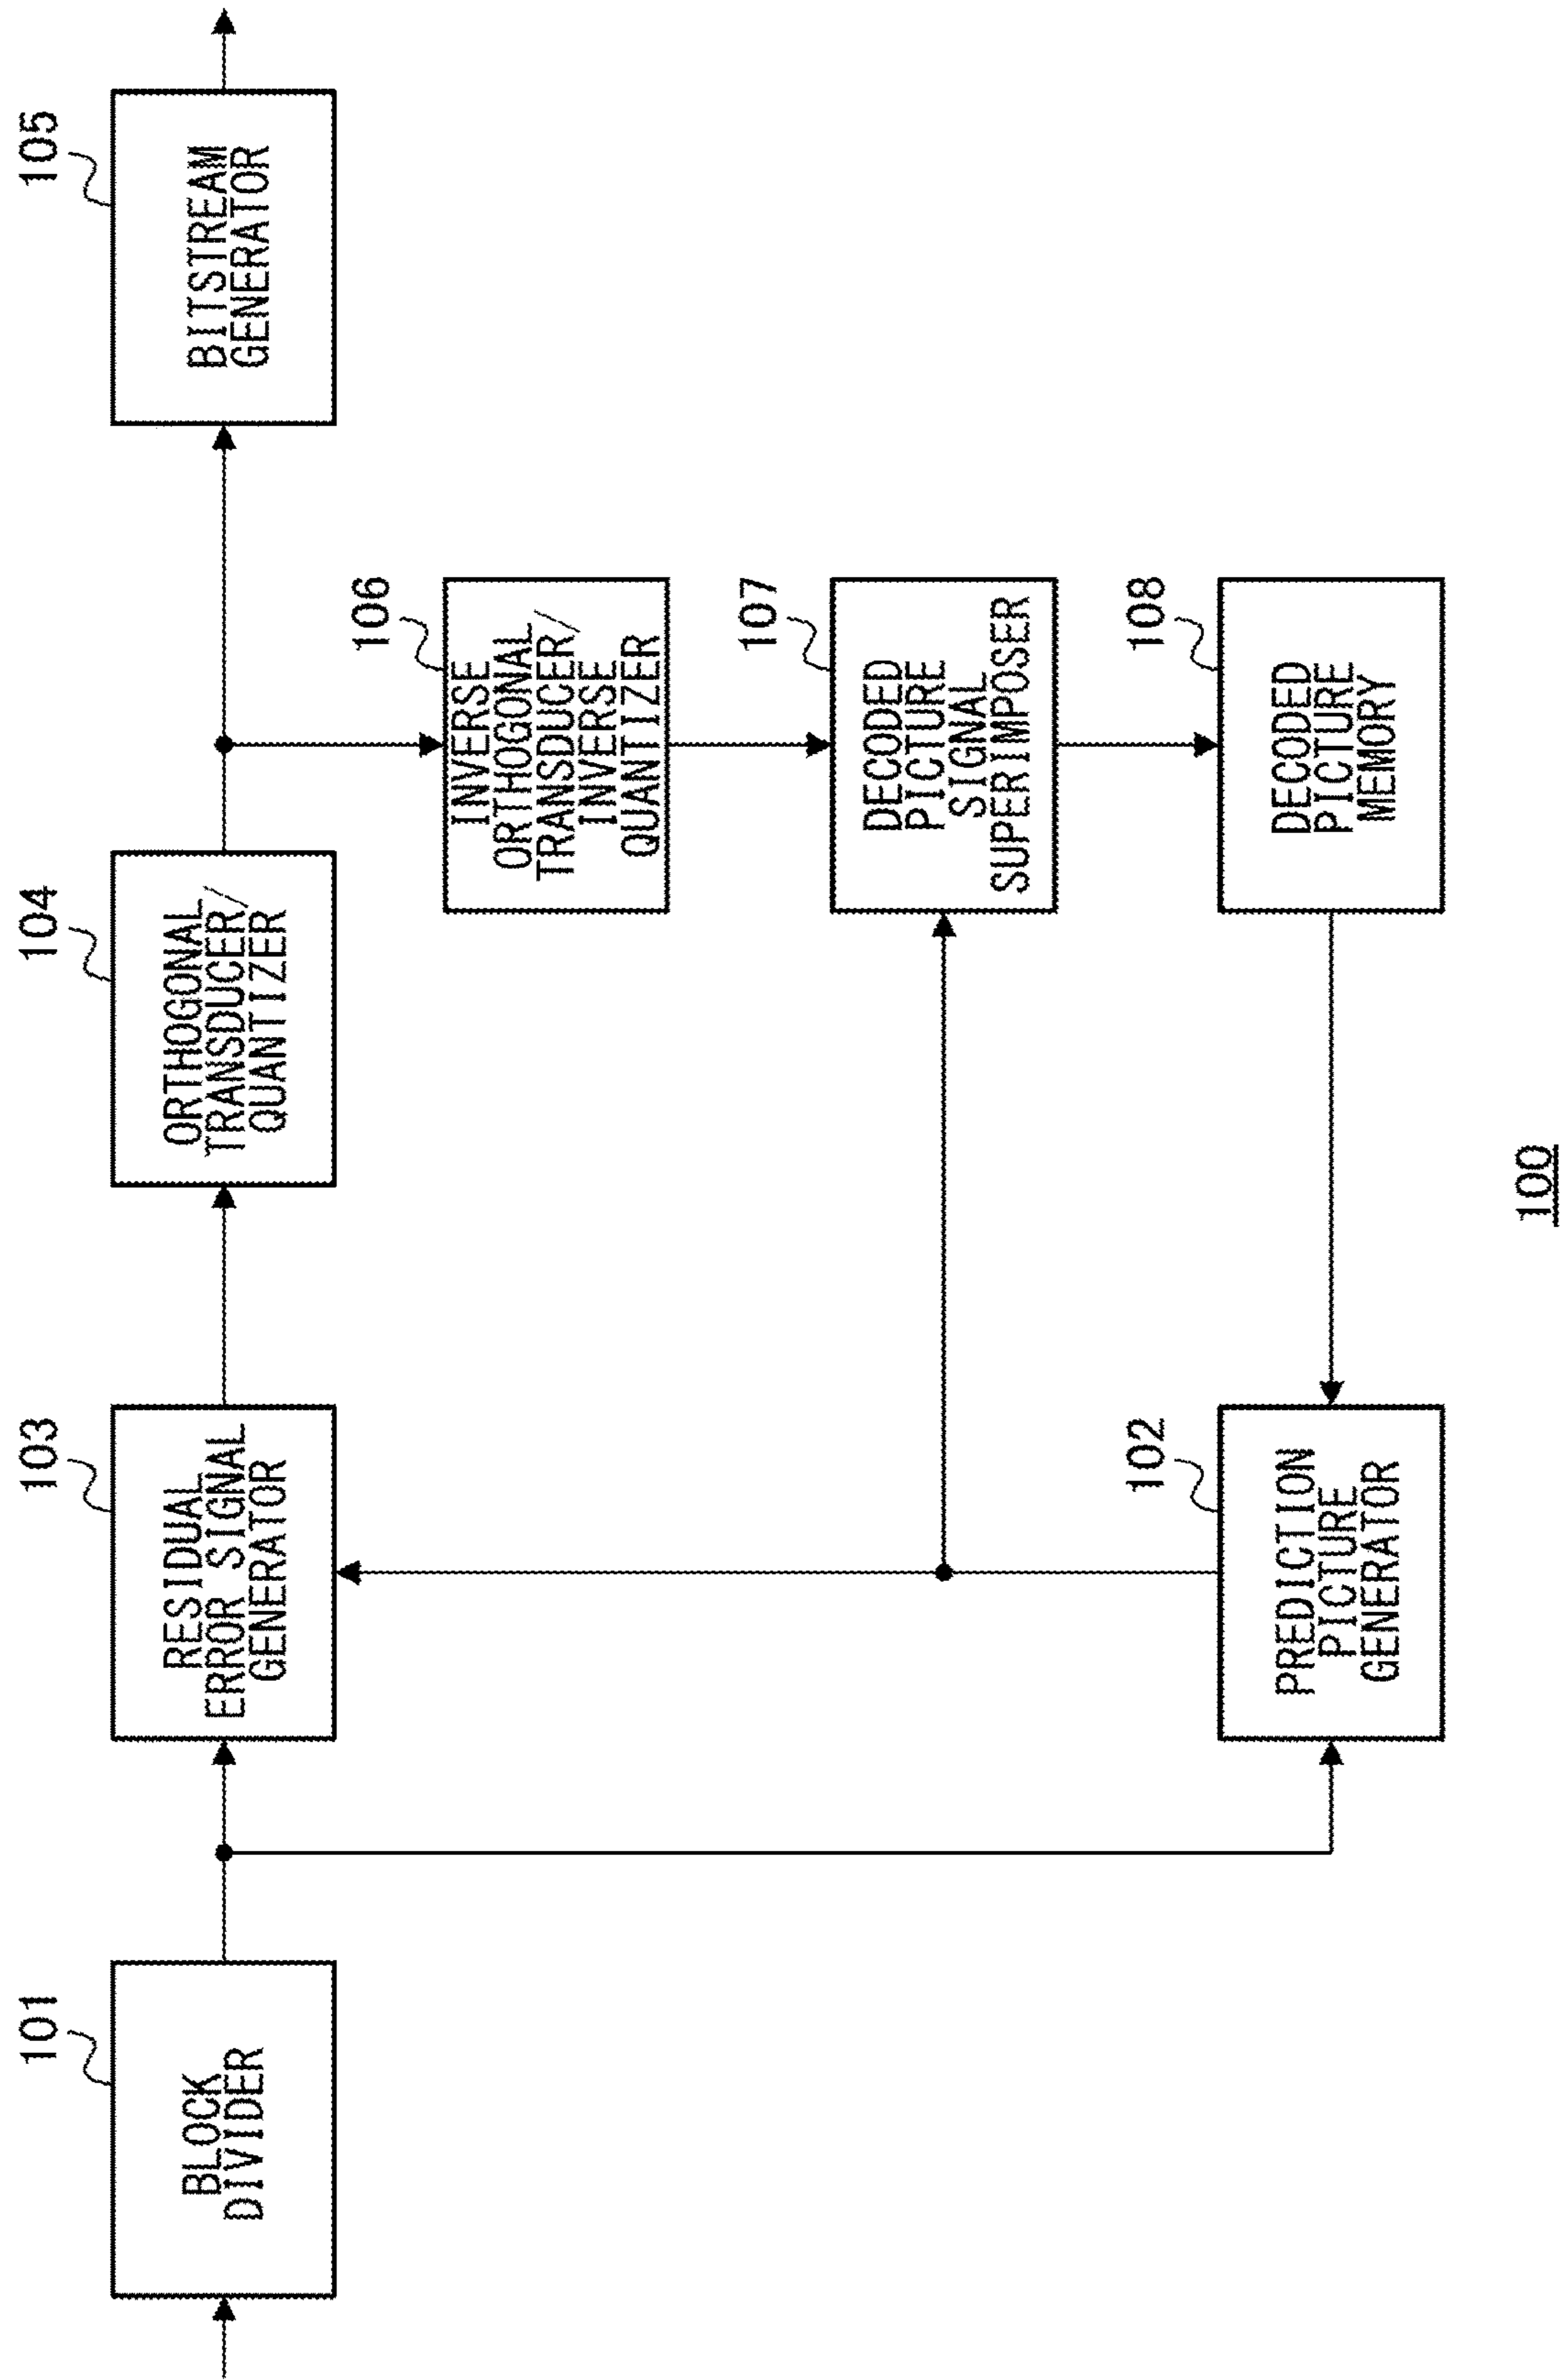 101
BLOCK
DIVIDER
103
RESIDUAL
ERROR SIGNAL
GENERATOR
104
ORTHOGONAL
TRANSDUCER/
QUANTIZER
105
BITSTREAM
GENERATOR
106
INVERSE
ORTHOGONAL
TRANSDUCER/
INVERSE
QUANTIZER
107
DECODED
PICTURE
SIGNAL
SUPERIMPOSER
102
PREDICTION
PICTURE
GENERATOR
108
DECODED
PICTURE
MEMORY
100